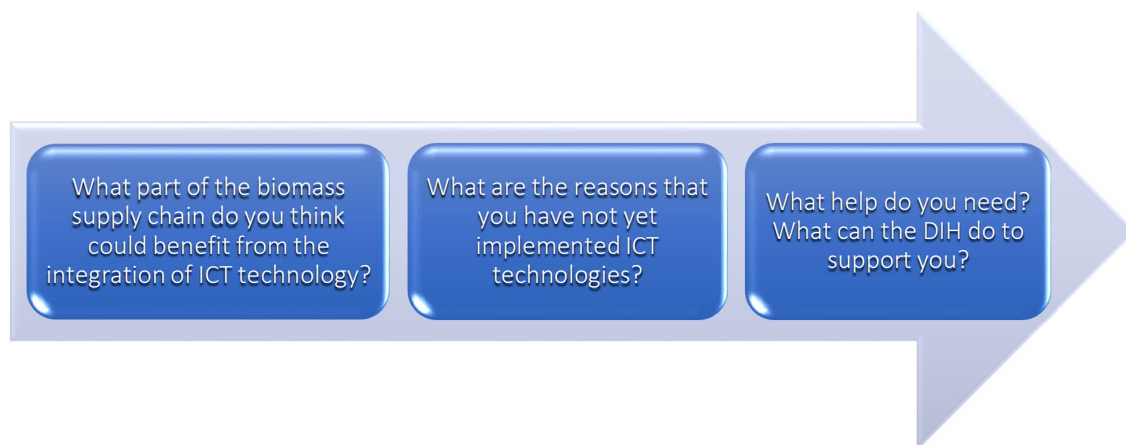 What part of the biomass
supply chain do you think
could benefit from the
integration of ICT technology?
What are the reasons that
you have not yet
implemented ICT
technologies?
What help do you need?
What can the DIH do to
support you?